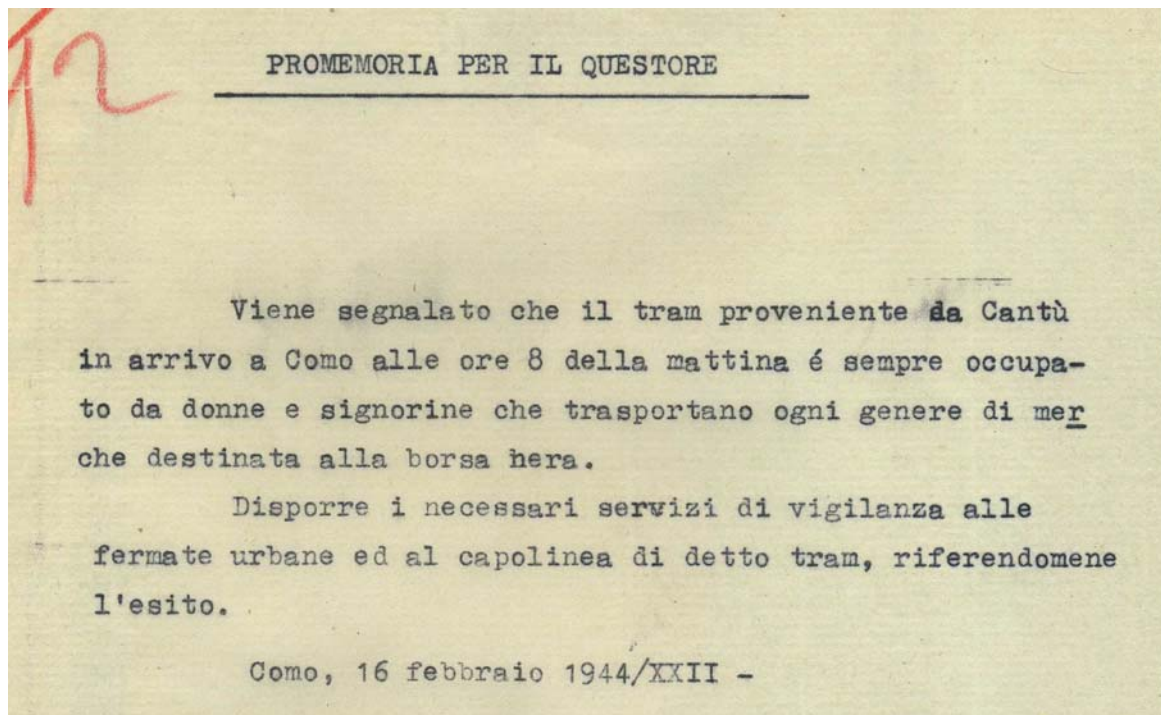 12
PROMEMORIA PER IL QUESTORE
Viene segnalato che il tram proveniente da Cantù
in arrivo a Como alle ore 8 della mattina é sempre occupa-
to da donne e signorine che trasportano ogni genere di mer
che destinata alla borsa hera.
Disporre i necessari servizi di vigilanza alle
fermate urbane ed al capolinea di detto tram, riferendomene
l'esito.
Como, 16 febbraio 1944/XXII -